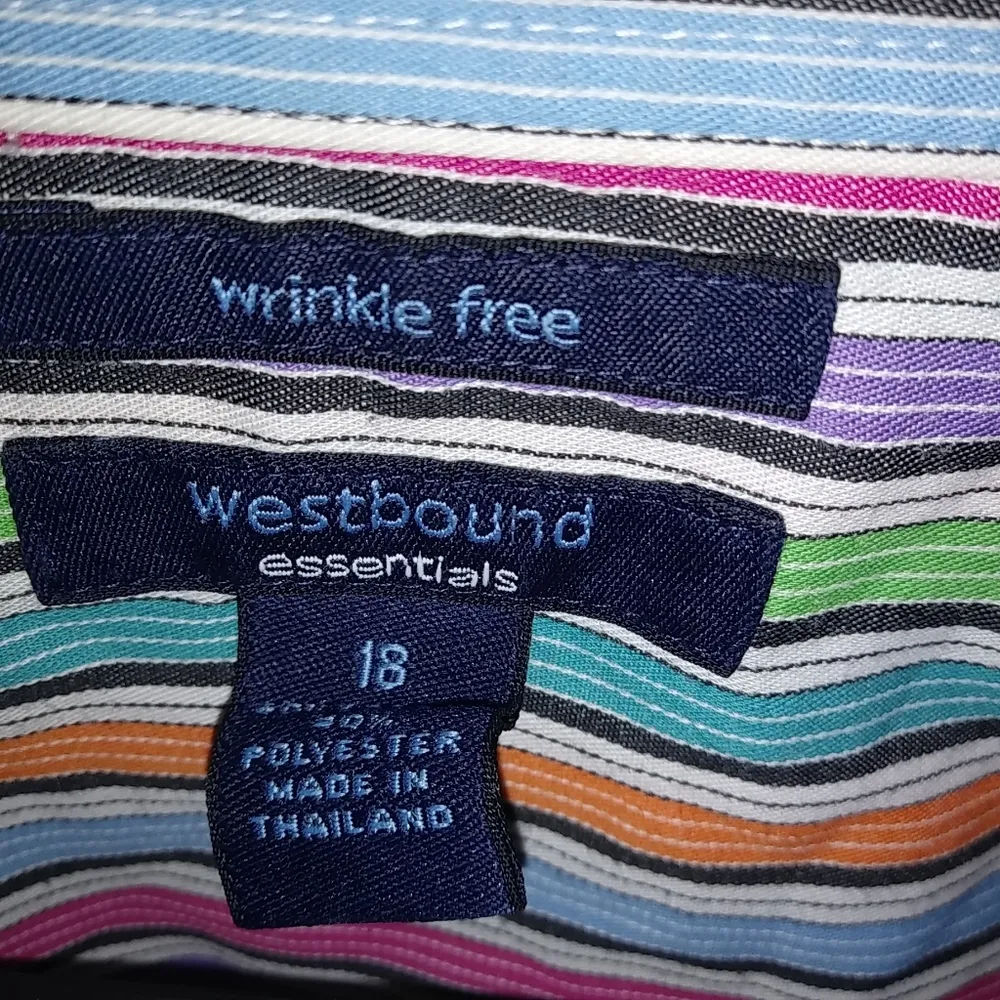 wrinkle free
westbound
essentials
18
POLYESTER
MADE IN
THAILAND